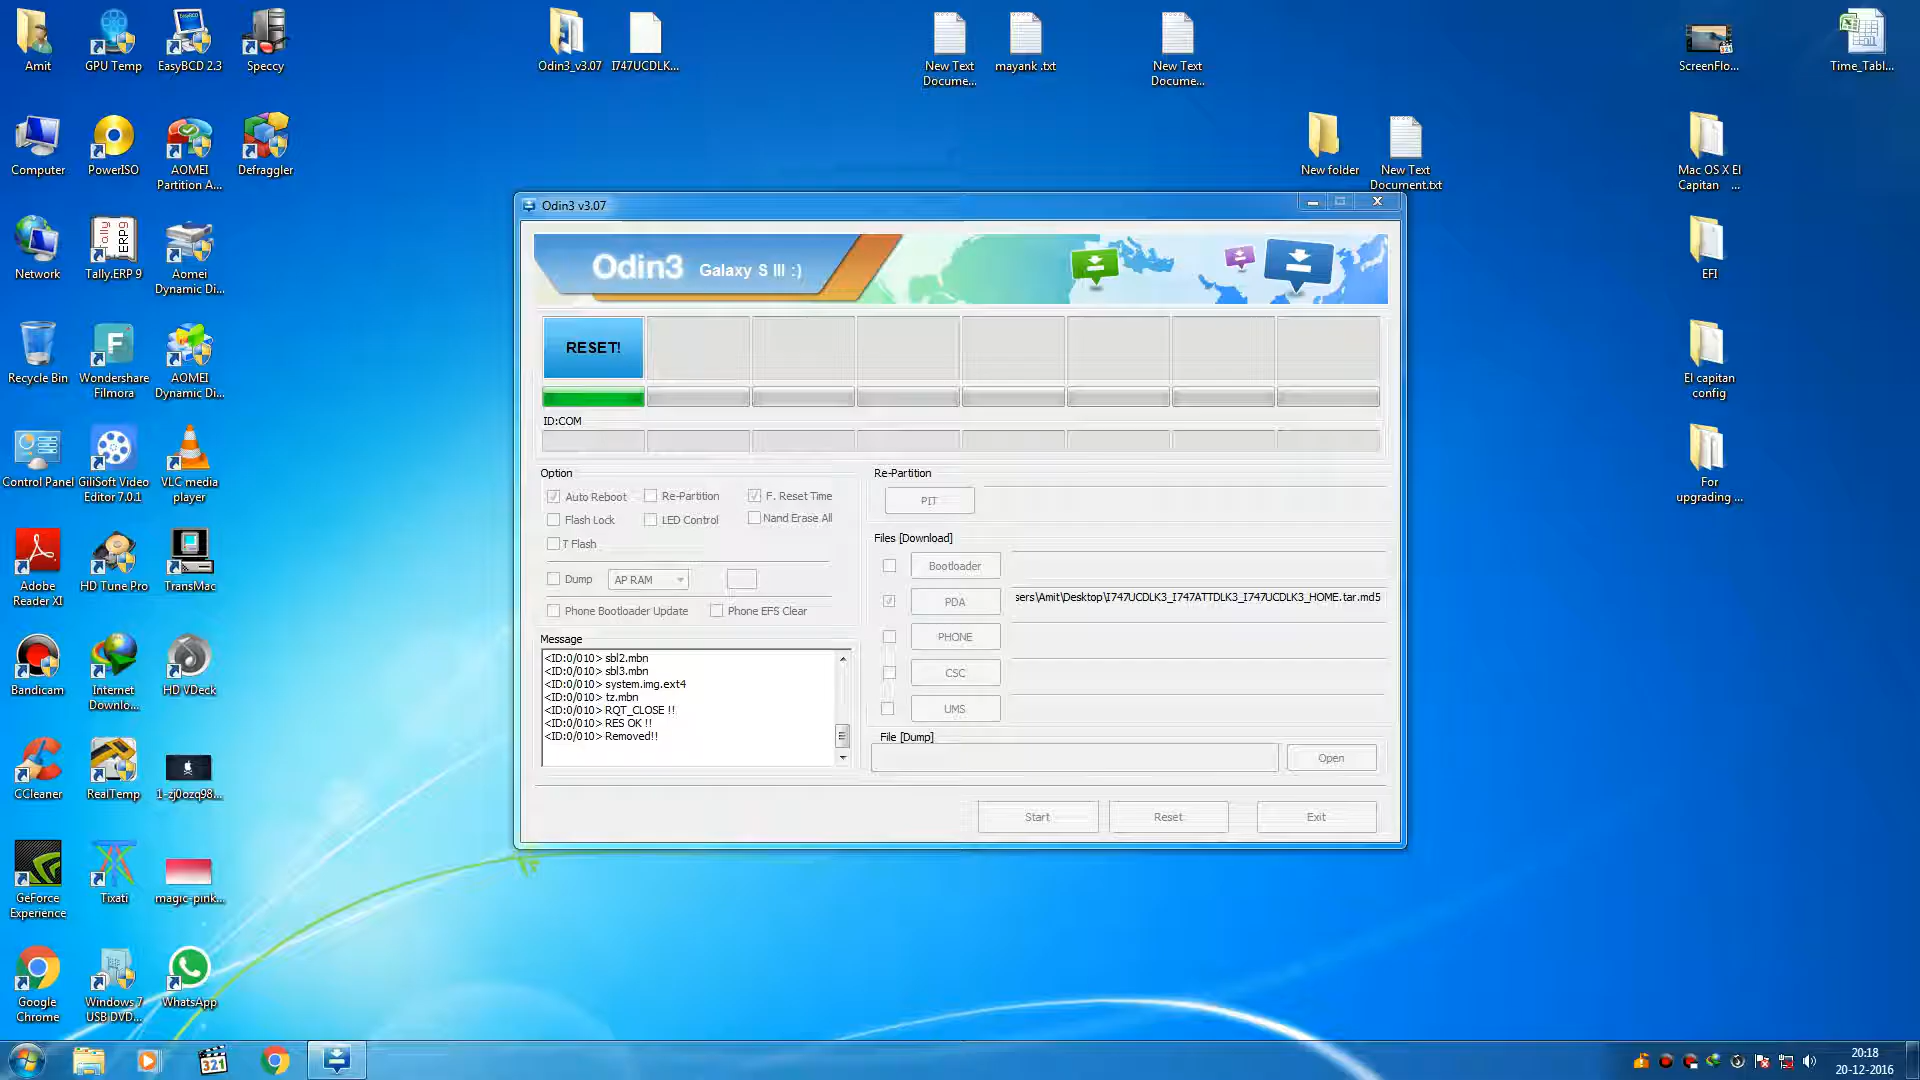 Amit
GPU Temp
EasyBCD 2.3
Speccy
Odin3_v3.07
I747UCDLK...
New Text
Docume...
mayank .txt
New Text
Docume...
ScreenFlo...
Time_Tabl...
Computer
PowerISO
AOMEI
Partition A...
Defraggler
New folder
New Text
Document.txt
Mac OS X El
Capitan ...
Network
Tally.ERP 9
Aomei
Dynamic Di...
EFI
Recycle Bin
Wondershare
Filmora
AOMEI
Dynamic Di...
El capitan
config
Control Panel
GiliSoft Video
Editor 7.0.1
VLC media
player
For
upgrading ...
Adobe
Reader XI
HD Tune Pro
TransMac
Bandicam
Internet
Downlo...
HD VDeck
CCleaner
RealTemp
1-zj0ozq98...
GeForce
Experience
Tixati
magic-pink...
Google
Chrome
Windows 7
USB DVD...
WhatsApp
Odin3 v3.07
Odin3 Galaxy S III :)
RESET!
ID:COM
Option
Auto Reboot
Re-Partition
F. Reset Time
Flash Lock
LED Control
Nand Erase All
T Flash
Dump
AP RAM
Phone Bootloader Update
Phone EFS Clear
Message
<ID:0/010> sbl2.mbn
<ID:0/010> sbl3.mbn
<ID:0/010> system.img.ext4
<ID:0/010> tz.mbn
<ID:0/010> RQT_CLOSE !!
<ID:0/010> RES OK !!
<ID:0/010> Removed!!
Re-Partition
PIT
Files [Download]
Bootloader
PDA
sers\Amit\Desktop\I747UCDLK3_I747ATTDLK3_I747UCDLK3_HOME.tar.md5
PHONE
CSC
UMS
File [Dump]
Open
Start
Reset
Exit
321
20:18
20-12-2016